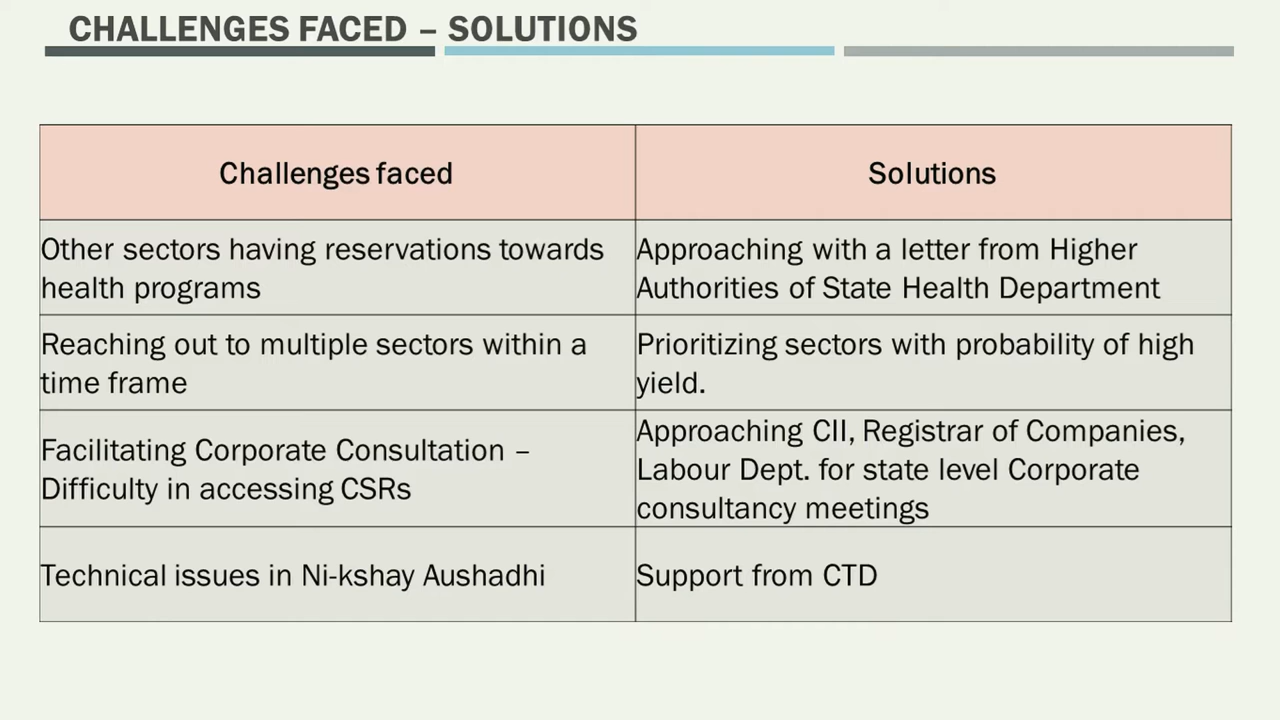 CHALLENGES FACED – SOLUTIONS
Challenges faced
Solutions
Other sectors having reservations towards
health programs
Approaching with a letter from Higher
Authorities of State Health Department
Reaching out to multiple sectors within a
time frame
Prioritizing sectors with probability of high
yield.
Facilitating Corporate Consultation –
Difficulty in accessing CSRs
Approaching CII, Registrar of Companies,
Labour Dept. for state level Corporate
consultancy meetings
Technical issues in Ni-kshay Aushadhi
Support from CTD